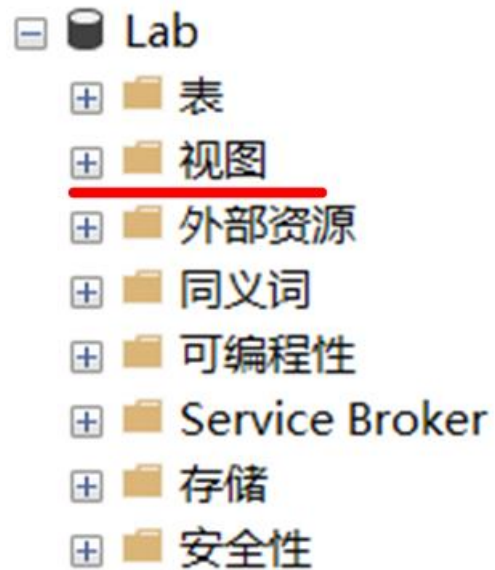 Lab
表
视图
外部资源
同义词
可编程性
Service Broker
存储
安全性